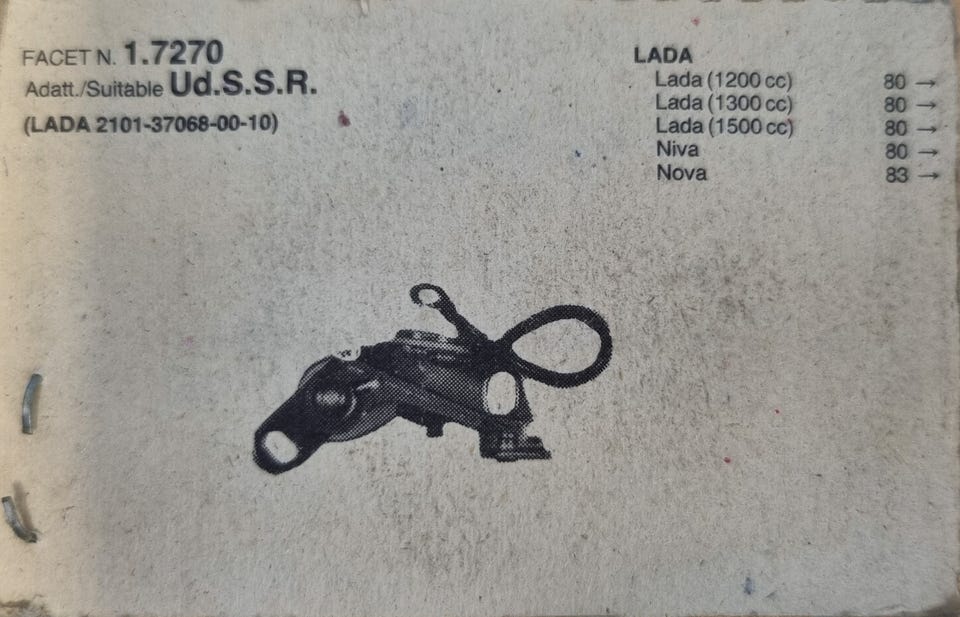 FACET N. 1.7270
Adatt./Suitable Ud.S.S.R.
(LADA 2101-37068-00-10)
LADA
Lada (1200 cc) 80 →
Lada (1300 cc) 80 →
Lada (1500 cc) 80 →
Niva 80 →
Nova 83 →